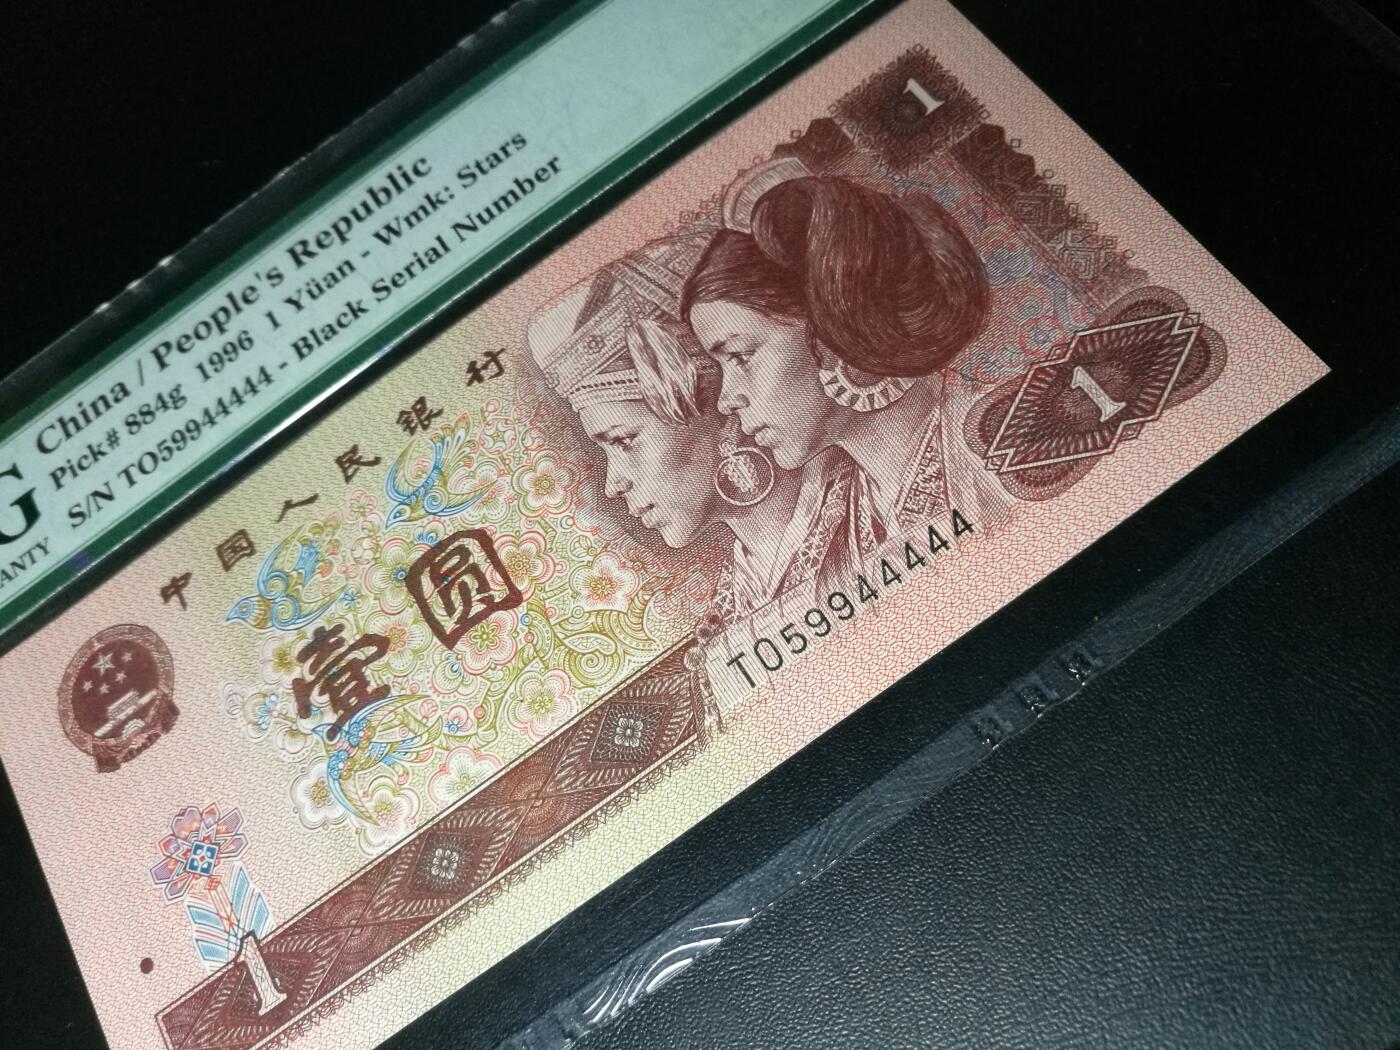 China / People's Republic
Pick# 884g 1996 1 Yüan - Wmk: Stars
S/N TO59944444 - Black Serial Number
G
ANTY
中国人民银行
壹圆
1
1
1
TO59944444